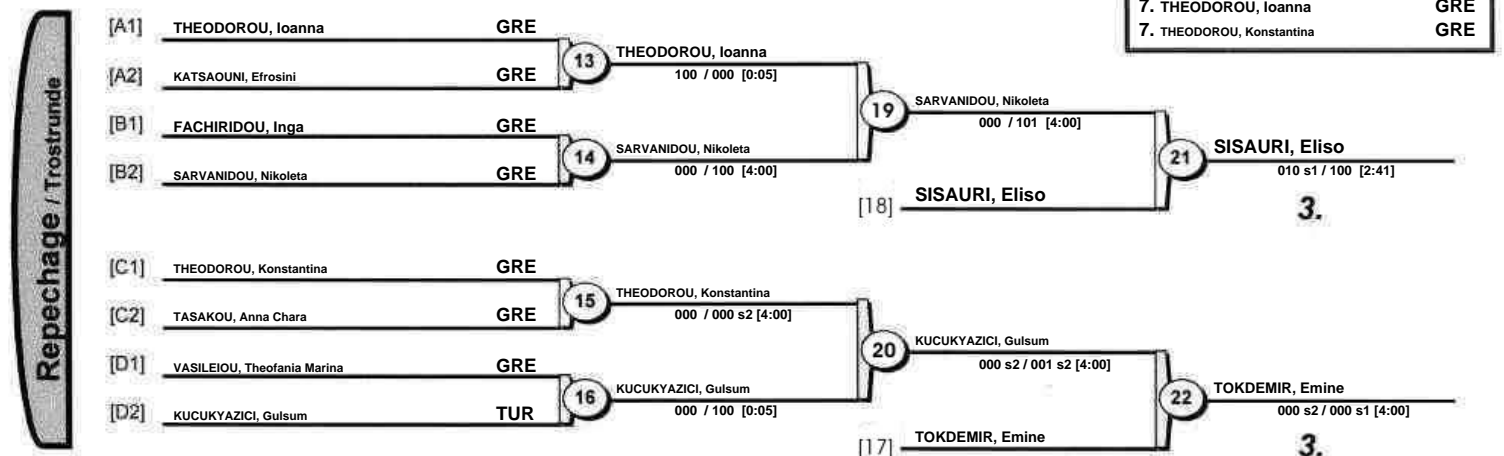 7. THEODOROU, Ioanna GRE
7. THEODOROU, Konstantina GRE
Repechage / Trostrunde
[A1] THEODOROU, Ioanna GRE
13 THEODOROU, Ioanna
100 / 000 [0:05]
[A2] KATSAOUNI, Efrosini GRE
19 SARVANIDOU, Nikoleta
000 / 101 [4:00]
[B1] FACHIRIDOU, Inga GRE
14 SARVANIDOU, Nikoleta
000 / 100 [4:00]
21 SISAURI, Eliso
010 s1 / 100 [2:41]
[B2] SARVANIDOU, Nikoleta GRE
[18] SISAURI, Eliso
3.
[C1] THEODOROU, Konstantina GRE
15 THEODOROU, Konstantina
000 / 000 s2 [4:00]
[C2] TASAKOU, Anna Chara GRE
20 KUCUKYAZICI, Gulsum
000 s2 / 001 s2 [4:00]
[D1] VASILEIOU, Theofania Marina GRE
16 KUCUKYAZICI, Gulsum
000 / 100 [0:05]
22 TOKDEMIR, Emine
000 s2 / 000 s1 [4:00]
[D2] KUCUKYAZICI, Gulsum TUR
[17] TOKDEMIR, Emine
3.